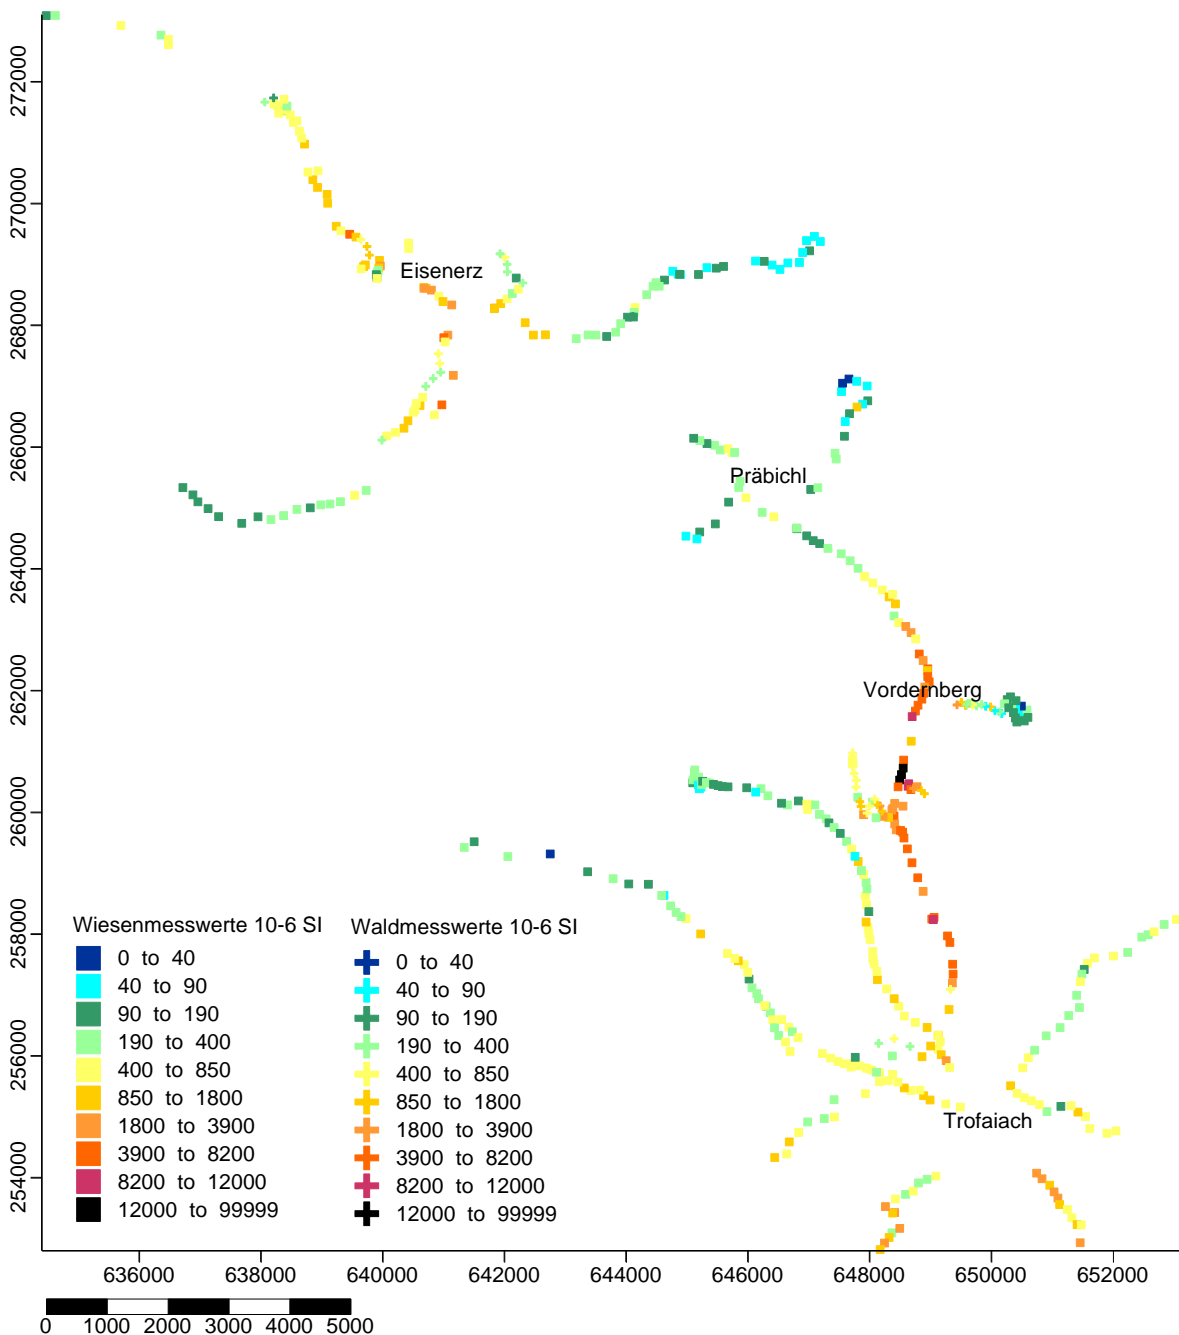 272000
270000
268000
266000
264000
262000
260000
258000
256000
254000
Eisenerz
Präbichl
Vordernberg
Trofaiach
Wiesenmesswerte 10-6 SI
0 to 40
40 to 90
90 to 190
190 to 400
400 to 850
850 to 1800
1800 to 3900
3900 to 8200
8200 to 12000
12000 to 99999
Waldmesswerte 10-6 SI
0 to 40
40 to 90
90 to 190
190 to 400
400 to 850
850 to 1800
1800 to 3900
3900 to 8200
8200 to 12000
12000 to 99999
636000 638000 640000 642000 644000 646000 648000 650000 652000
0 1000 2000 3000 4000 5000